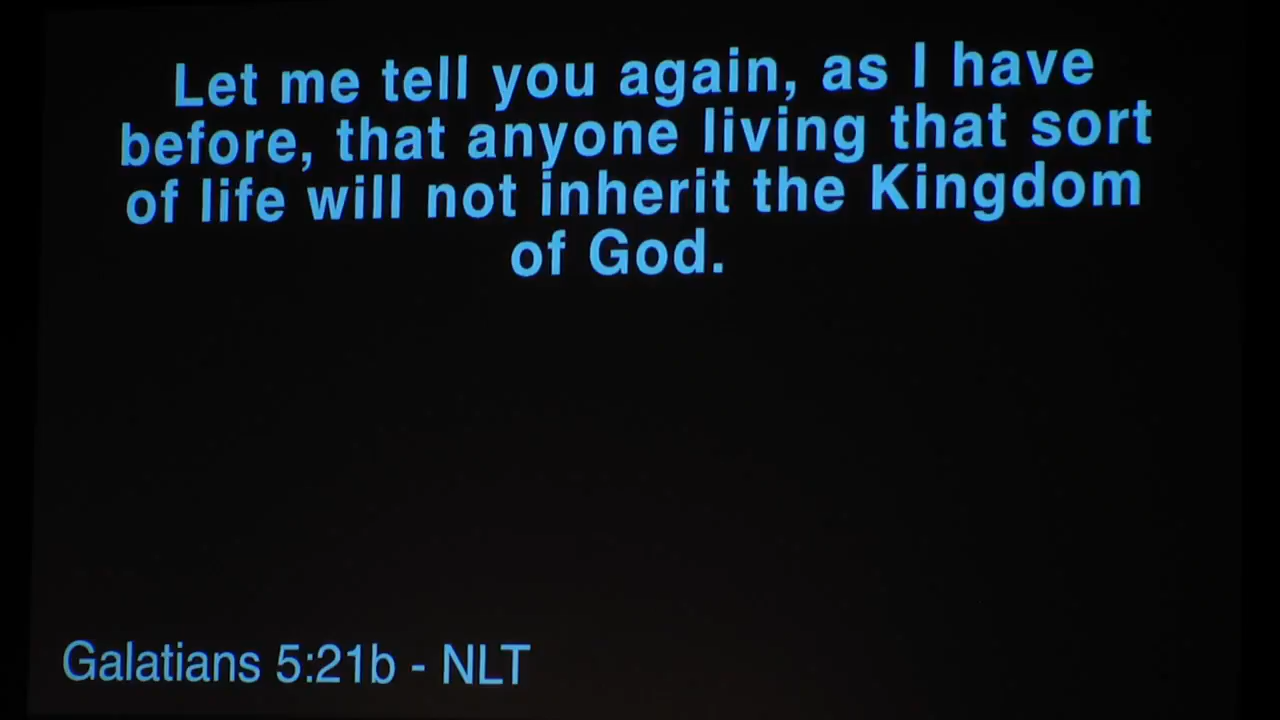 Let me tell you again, as I have
before, that anyone living that sort
of life will not inherit the Kingdom
of God.
Galatians 5:21b - NLT